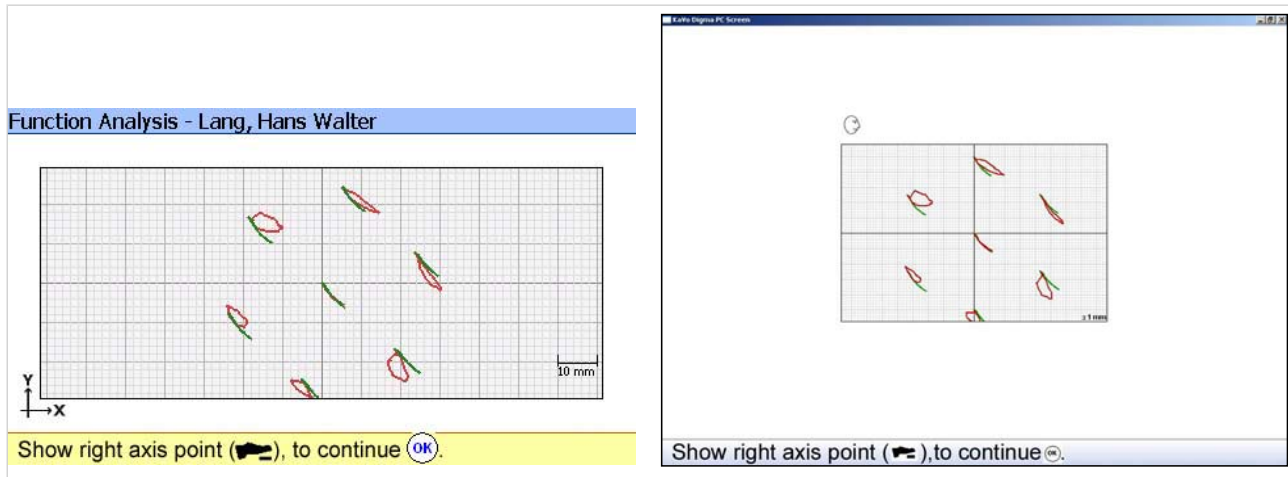 Function Analysis - Lang, Hans Walter
10 mm
Y
X
Show right axis point ( ), to continue OK.
KaVo Digma PC Screen
±1 mm
Show right axis point ( ),to continue OK.